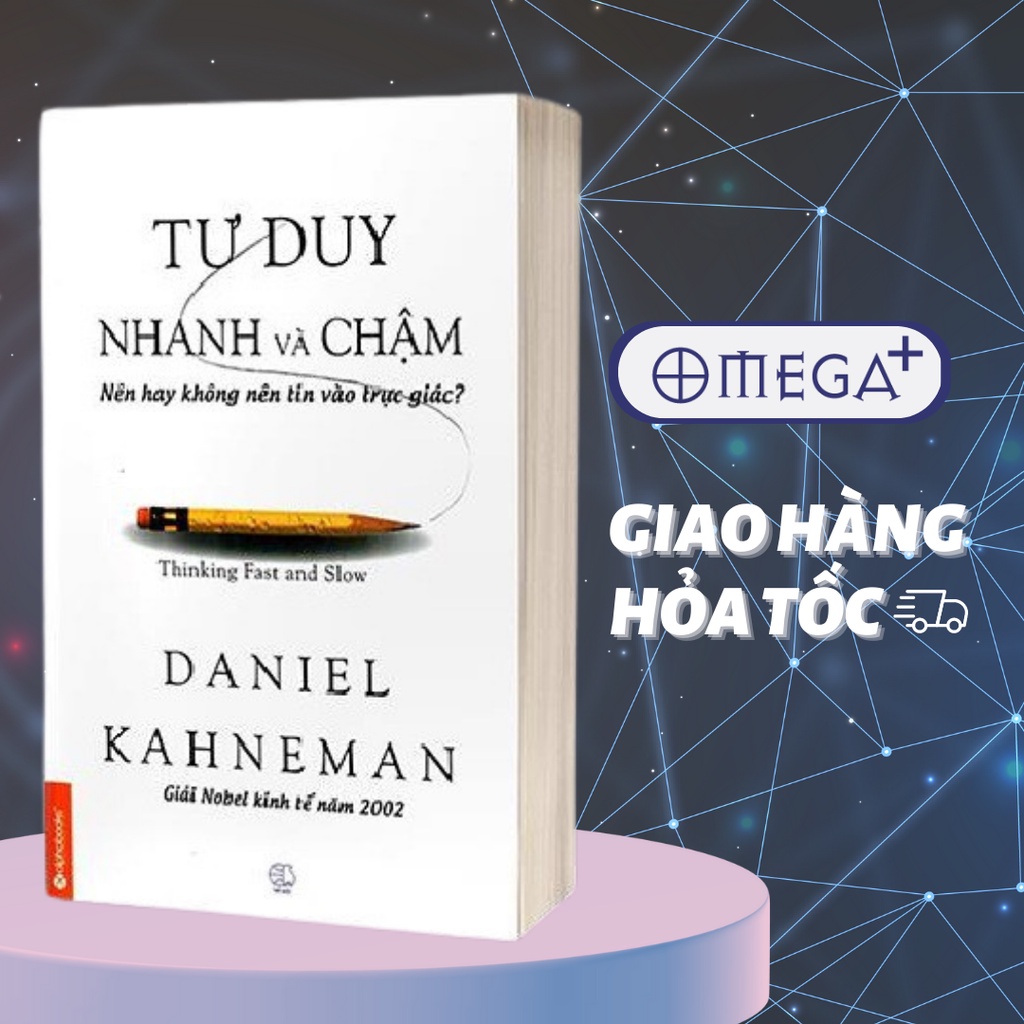 TƯ DUY
NHANH VÀ CHẬM
Nên hay không nên tin vào trực giác?
Thinking Fast and Slow
DANIEL
KAHNEMAN
Giải Nobel kinh tế năm 2002
alphabooks
OMEGA+
GIAO HÀNG
HỎA TỐC